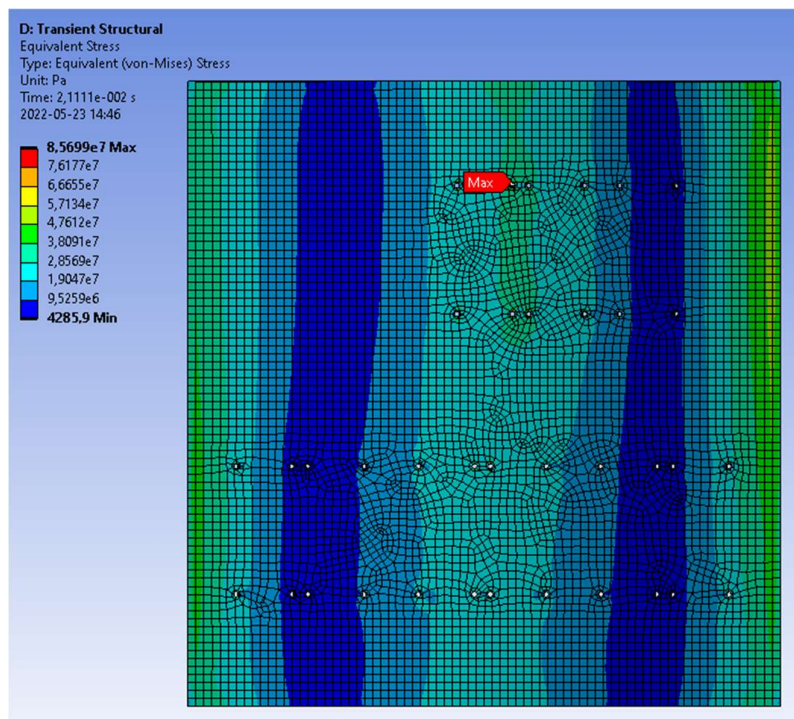 D: Transient Structural
Equivalent Stress
Type: Equivalent (von-Mises) Stress
Unit: Pa
Time: 2,1111e-002 s
2022-05-23 14:46
8,5699e7 Max
7,6177e7
6,6655e7
5,7134e7
4,7612e7
3,8091e7
2,8569e7
1,9047e7
9,5259e6
4285,9 Min
Max